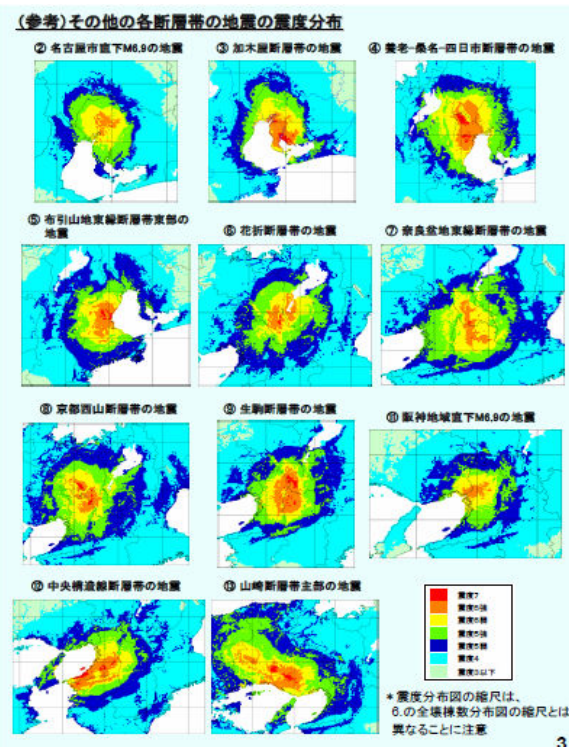 (参考)その他の各断層帯の地震の震度分布
② 名古屋市直下M6.9の地震
③ 加木屋断層帯の地震
④ 養老-桑名-四日市断層帯の地震
⑤ 布引山地東縁断層帯東部の
地震
⑥ 花折断層帯の地震
⑦ 奈良盆地東縁断層帯の地震
⑧ 京都西山断層帯の地震
⑨ 生駒断層帯の地震
⑪ 阪神地域直下M6.9の地震
⑫ 中央構造線断層帯の地震
⑬ 山崎断層帯主部の地震
震度7
震度6強
震度6弱
震度5強
震度5弱
震度4
震度3以下
*震度分布図の縮尺は、
6.の全壊棟数分布図の縮尺とは
異なることに注意
3